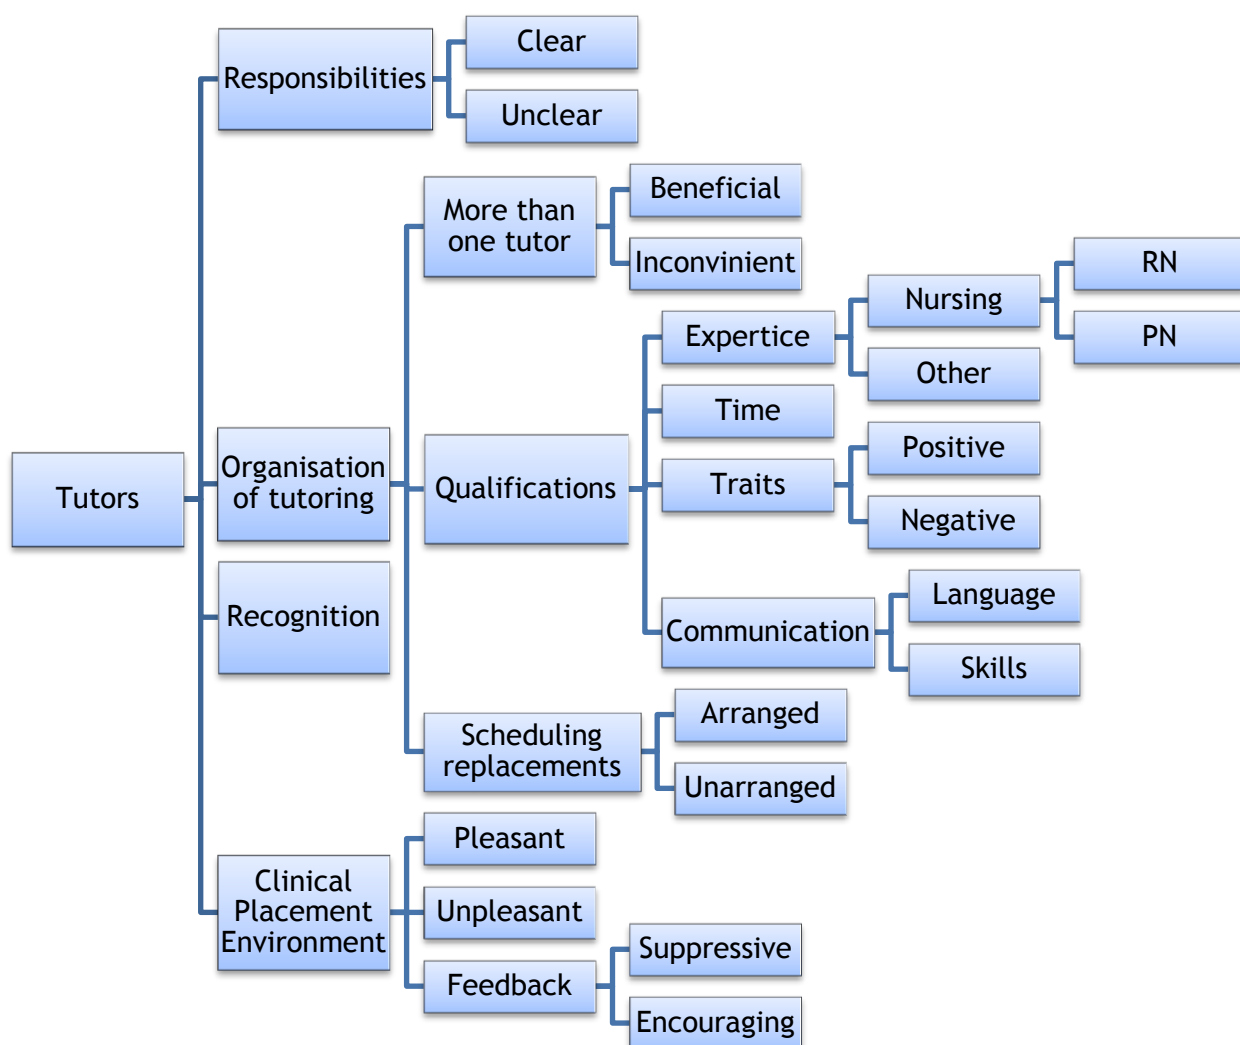 Tutors
Responsibilities
Clear
Unclear
Organisation
of tutoring
More than
one tutor
Beneficial
Inconvinient
Qualifications
Expertice
Nursing
RN
PN
Other
Time
Traits
Positive
Negative
Communication
Language
Skills
Scheduling
replacements
Arranged
Unarranged
Recognition
Clinical
Placement
Environment
Pleasant
Unpleasant
Feedback
Suppressive
Encouraging